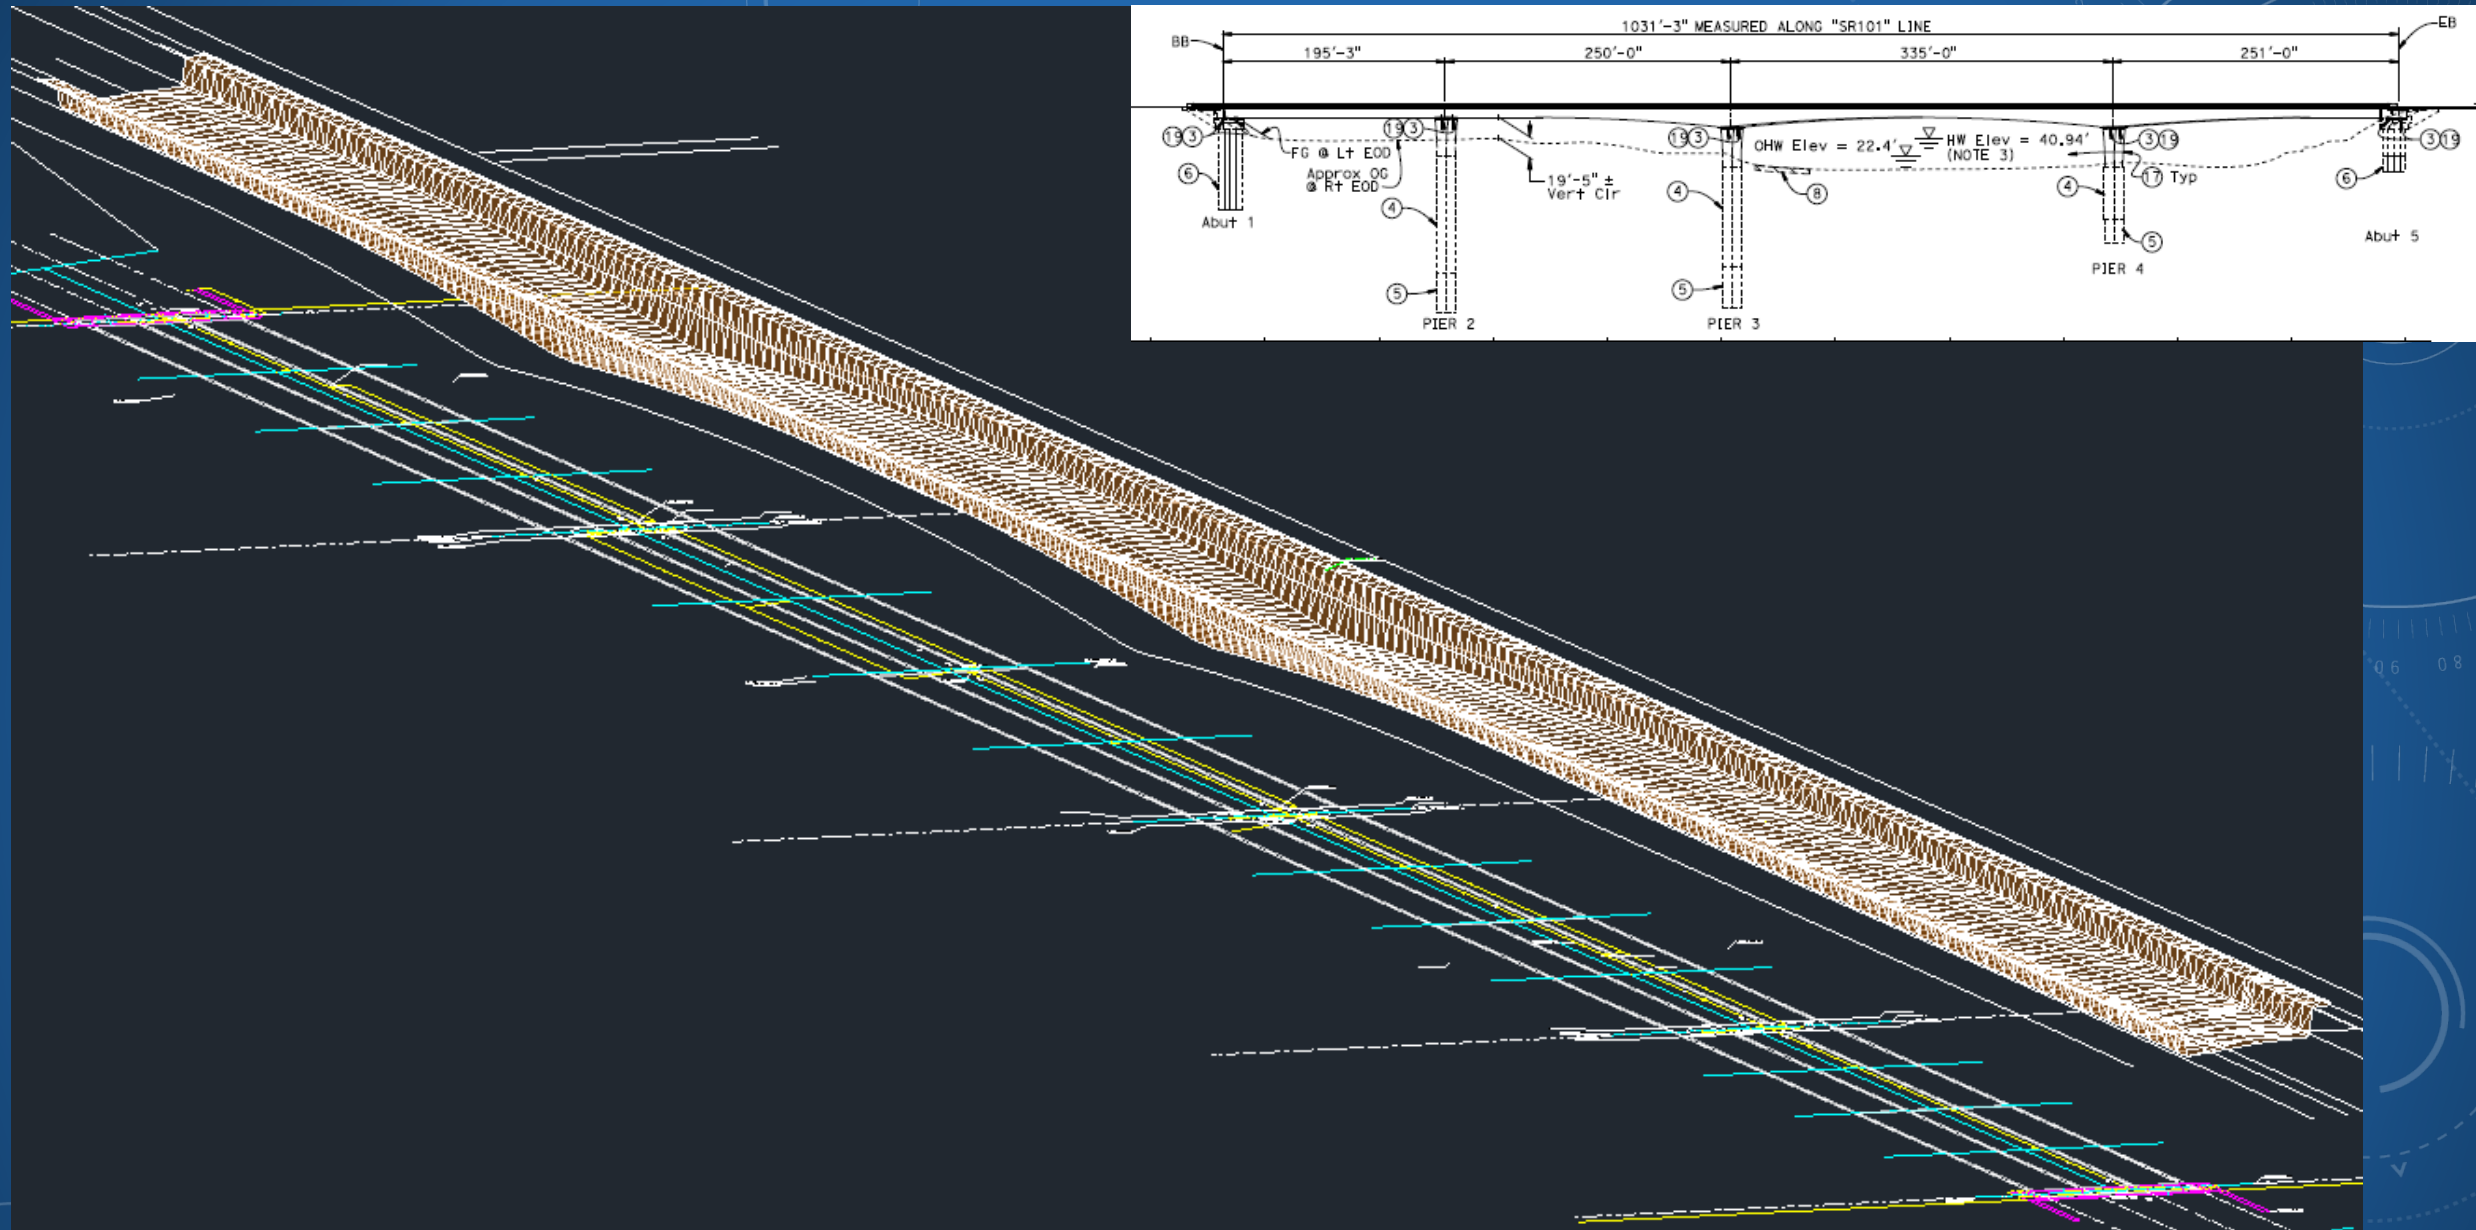 1031'-3" MEASURED ALONG "SR101" LINE
BB
EB
195'-3"
250'-0"
335'-0"
251'-0"
19 3
19 3
19 3
OHW Elev = 22.4'
HW Elev = 40.94'
(NOTE 3)
3 19
3 19
FG @ Lt EOD
Approx OG
@ Rt EOD
19'-5" ±
Vert Clr
6
4
4
8
4
17 Typ
6
Abut 1
5
5
5
Abut 5
PIER 2
PIER 3
PIER 4